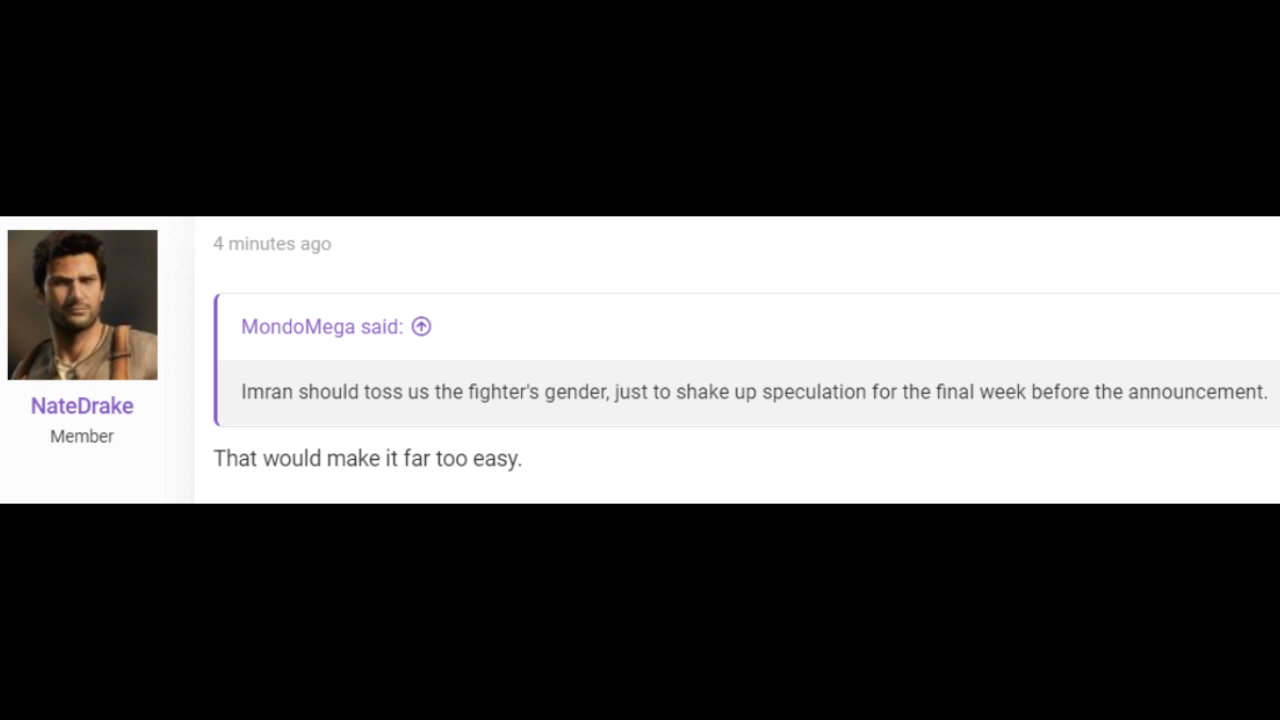 4 minutes ago
MondoMega said:
Imran should toss us the fighter's gender, just to shake up speculation for the final week before the announcement.
NateDrake
Member
That would make it far too easy.